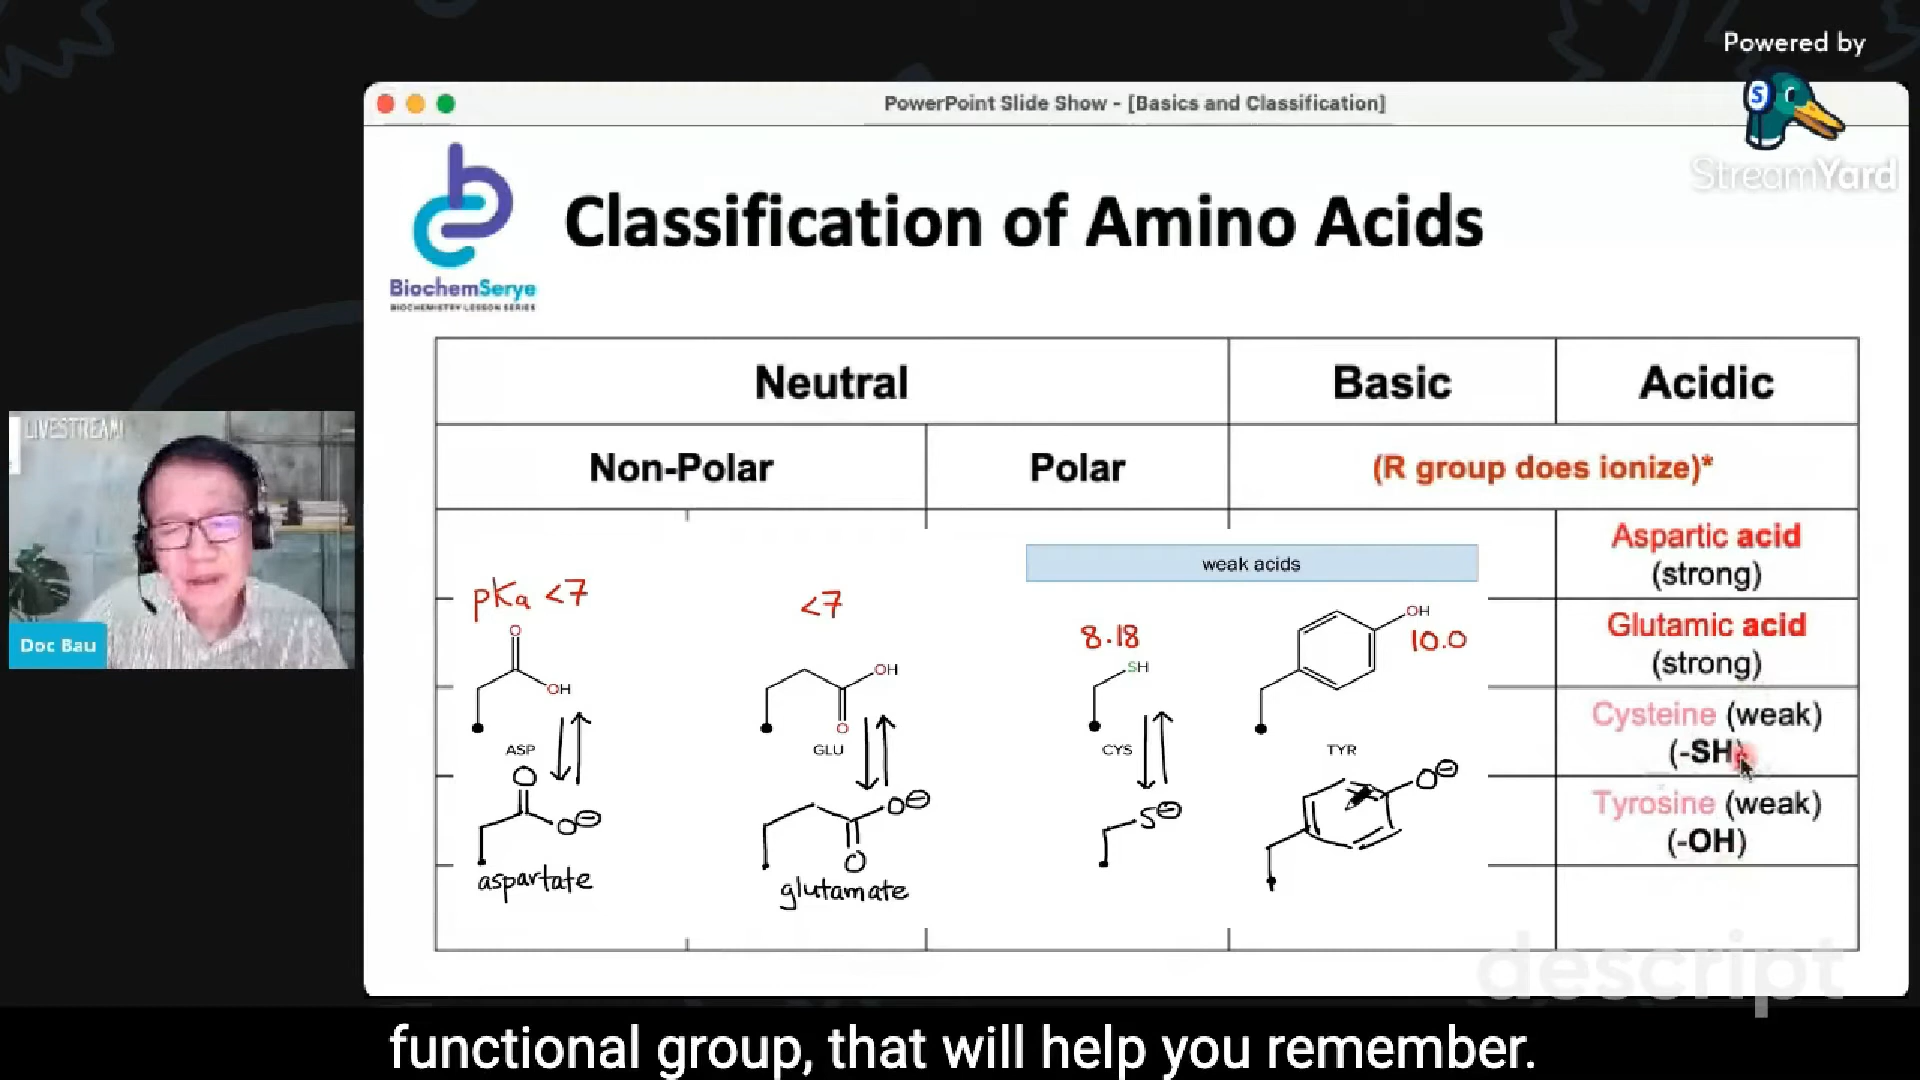 Powered by
S
StreamYard
PowerPoint Slide Show - [Basics and Classification]
BiochemSerye
BIOCHEMISTRY LESSON SERIES
Classification of Amino Acids
Neutral
Basic
Acidic
Non-Polar
Polar
(R group does ionize)*
weak acids
Aspartic acid
(strong)
Glutamic acid
(strong)
Cysteine (weak)
(-SH)
Tyrosine (weak)
(-OH)
pKa <7
O
OH
ASP
O
O⊖
aspartate
<7
OH
O
GLU
O⊖
O
glutamate
8.18
SH
CYS
S⊖
OH
10.0
TYR
O⊖
LIVESTREAM!
Doc Bau
descript
functional group, that will help you remember.